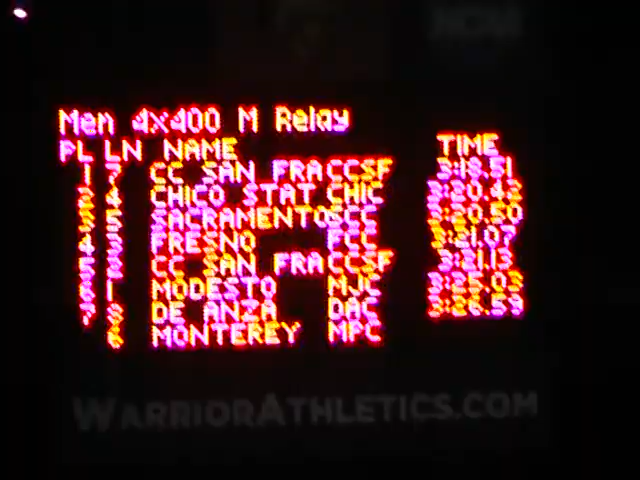 Men 4x400 M Relay
PL LN NAME TIME
1 7 CC SAN FRACCSF 3:18.51
2 4 CHICO STAT CHIC 3:20.43
3 5 SACRAMENTOSCC 3:20.50
4 3 FRESNO FCC 3:21.07
5 2 CC SAN FRACCSF 3:21.13
6 1 MODESTO MJC 3:25.03
7 8 DE ANZA DAC 3:26.59
6 MONTEREY MPC
WARRIORATHLETICS.COM